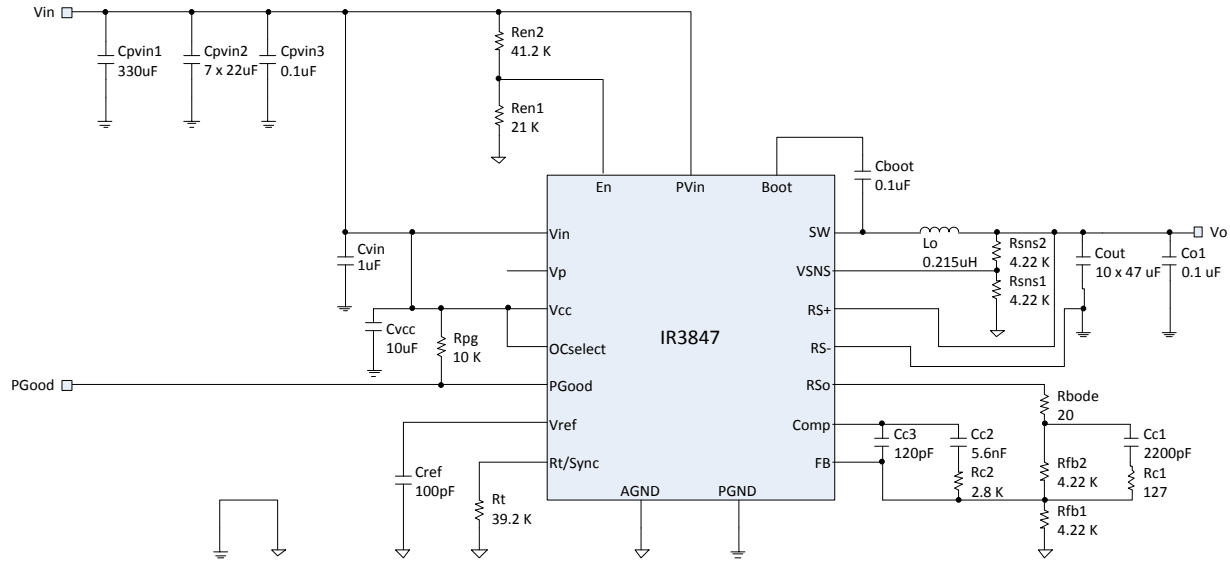 Vin
Cpvin1
330uF
Cpvin2
7 x 22uF
Cpvin3
0.1uF
Ren2
41.2 K
Ren1
21 K
Cboot
0.1uF
En
PVin
Boot
Vin
Vp
Vcc
OCselect
PGood
Vref
Rt/Sync
IR3847
AGND
PGND
SW
VSNS
RS+
RS-
RSo
Comp
FB
Cvin
1uF
Cvcc
10uF
Rpg
10 K
PGood
Cref
100pF
Rt
39.2 K
Lo
0.215uH
Rsns2
4.22 K
Rsns1
4.22 K
Cout
10 x 47 uF
Co1
0.1 uF
Vo
Rbode
20
Cc3
120pF
Cc2
5.6nF
Rc2
2.8 K
Rfb2
4.22 K
Cc1
2200pF
Rc1
127
Rfb1
4.22 K